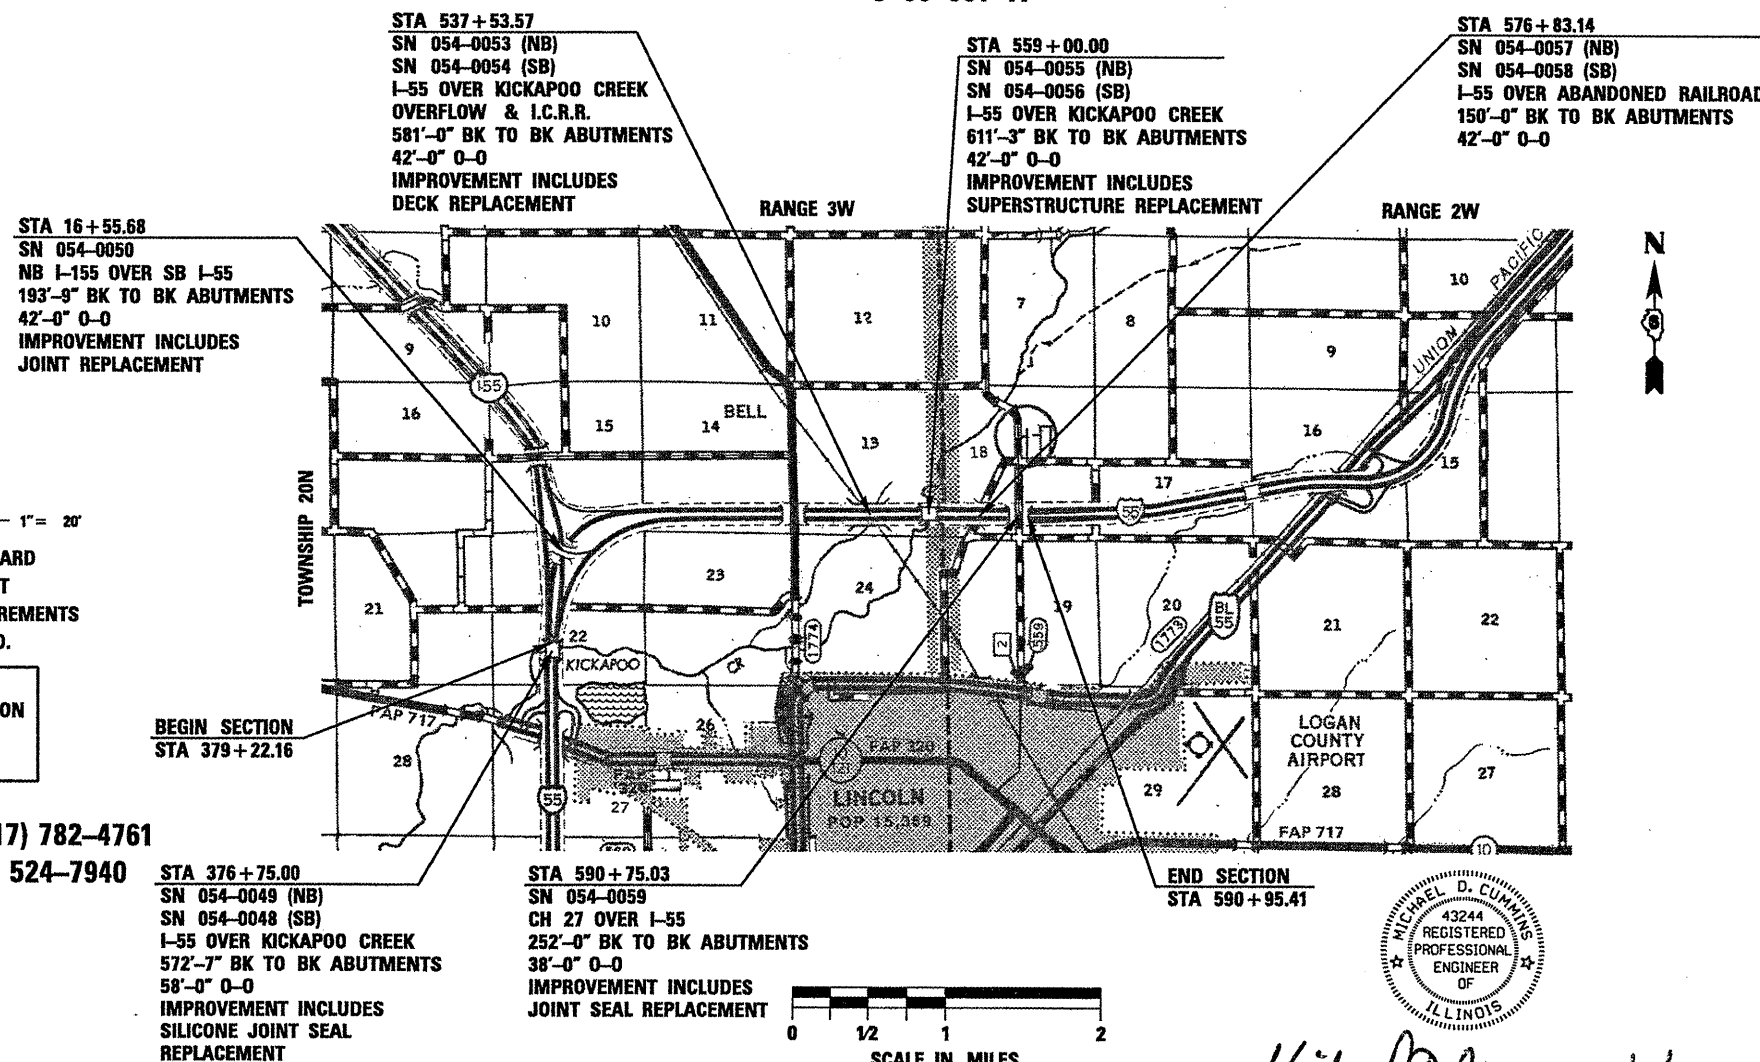 STA 537+53.57
SN 054–0053 (NB)
SN 054–0054 (SB)
I–55 OVER KICKAPOO CREEK
OVERFLOW & I.C.R.R.
581'–0" BK TO BK ABUTMENTS
42'–0" O–O
IMPROVEMENT INCLUDES
DECK REPLACEMENT
STA 559+00.00
SN 054–0055 (NB)
SN 054–0056 (SB)
I–55 OVER KICKAPOO CREEK
611'–3" BK TO BK ABUTMENTS
42'–0" O–O
IMPROVEMENT INCLUDES
SUPERSTRUCTURE REPLACEMENT
STA 576+83.14
SN 054–0057 (NB)
SN 054–0058 (SB)
I–55 OVER ABANDONED RAILROAD
150'–0" BK TO BK ABUTMENTS
42'–0" O–O
STA 16+55.68
SN 054–0050
NB I–155 OVER SB I–55
193'–9" BK TO BK ABUTMENTS
42'–0" O–O
IMPROVEMENT INCLUDES
JOINT REPLACEMENT
RANGE 3W
RANGE 2W
N
TOWNSHIP 20N
10
11
12
7
8
9
10
UNION PACIFIC
9
155
16
15
14
BELL
13
18
17
16
15
55
55
21
23
24
19
20
21
22
22
KICKAPOO
CR
1774
2
559
1773
BL
55
FAP 717
28
26
27
FAP 320
LINCOLN
POP 15,369
29
LOGAN
COUNTY
AIRPORT
28
27
FAP 717
10
55
1"= 20'
ARD
T
REMENTS
D.
ON
17) 782–4761
524–7940
BEGIN SECTION
STA 379+22.16
STA 376+75.00
SN 054–0049 (NB)
SN 054–0048 (SB)
I–55 OVER KICKAPOO CREEK
572'–7" BK TO BK ABUTMENTS
58'–0" O–O
IMPROVEMENT INCLUDES
SILICONE JOINT SEAL
REPLACEMENT
STA 590+75.03
SN 054–0059
CH 27 OVER I–55
252'–0" BK TO BK ABUTMENTS
38'–0" O–O
IMPROVEMENT INCLUDES
JOINT SEAL REPLACEMENT
END SECTION
STA 590+95.41
0 1/2 1 2
SCALE IN MILES
MICHAEL D. CUMMINS
43244
REGISTERED
PROFESSIONAL
ENGINEER
OF
ILLINOIS